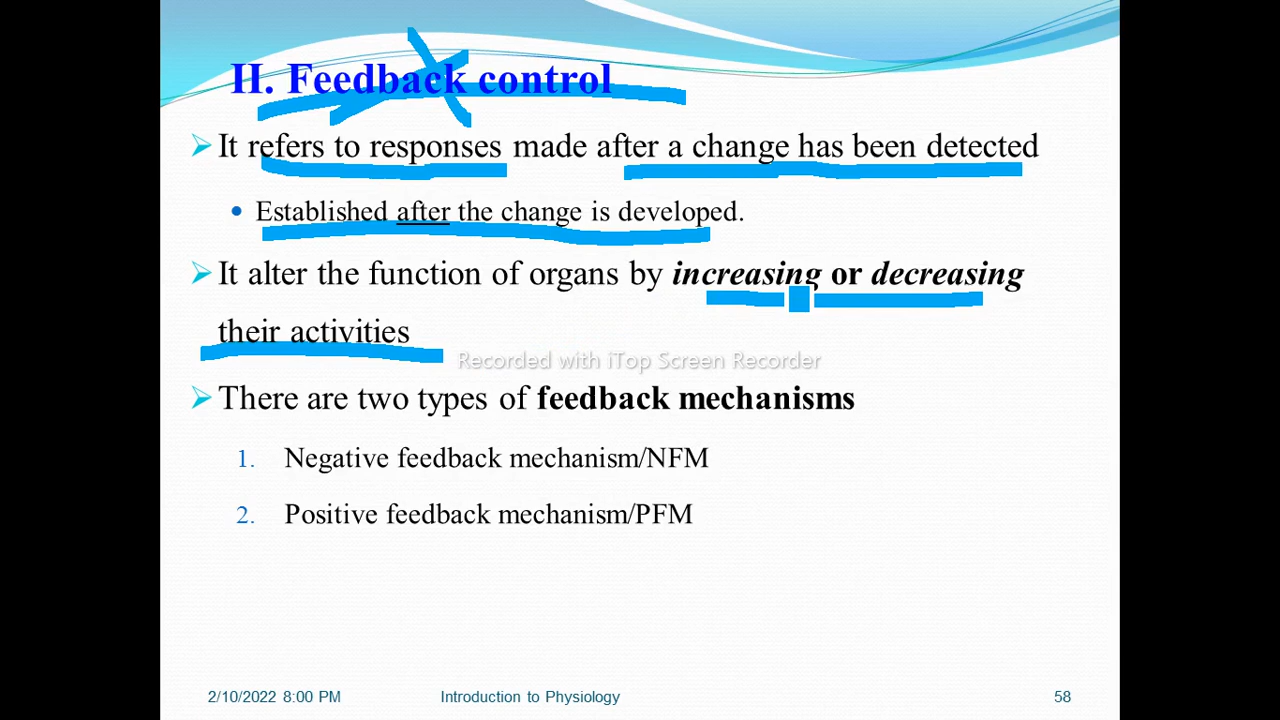 II. Feedback control
It refers to responses made after a change has been detected
Established after the change is developed.
It alter the function of organs by increasing or decreasing
their activities
Recorded with iTop Screen Recorder
There are two types of feedback mechanisms
1. Negative feedback mechanism/NFM
2. Positive feedback mechanism/PFM
2/10/2022 8:00 PM Introduction to Physiology 58